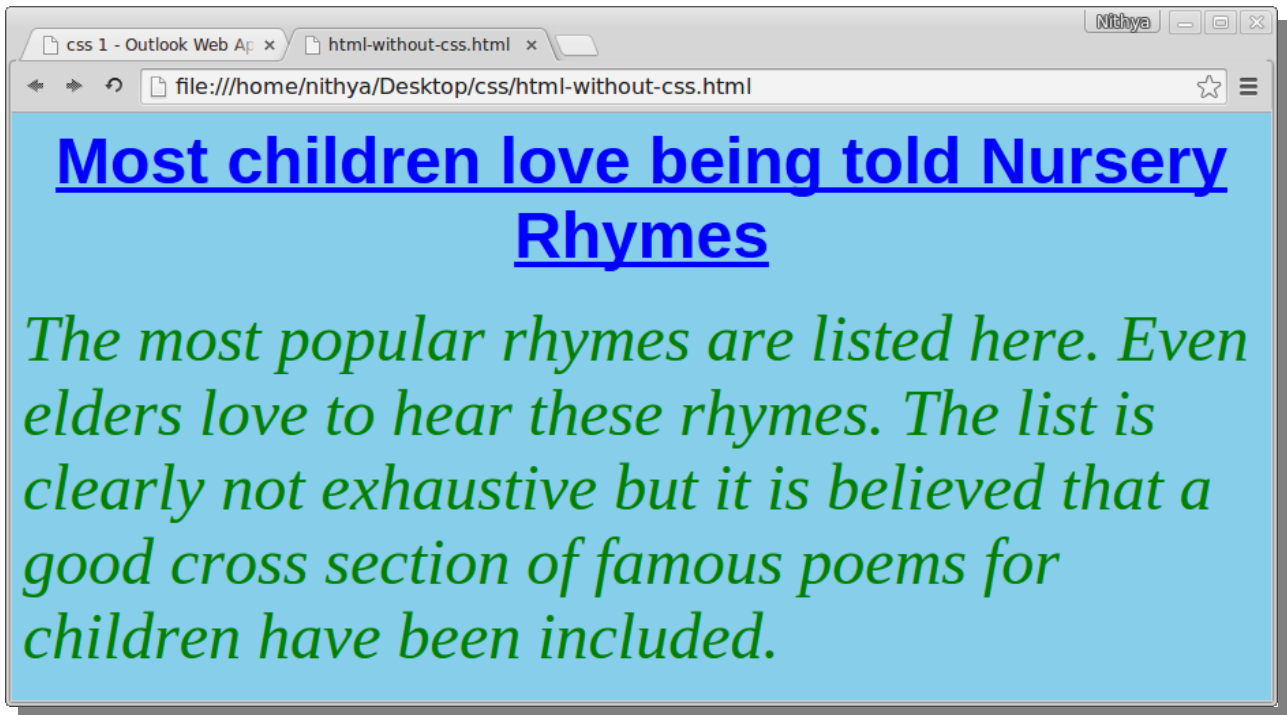 Nithya
css 1 - Outlook Web Ap
html-without-css.html
file:///home/nithya/Desktop/css/html-without-css.html
Most children love being told Nursery
Rhymes
The most popular rhymes are listed here. Even
elders love to hear these rhymes. The list is
clearly not exhaustive but it is believed that a
good cross section of famous poems for
children have been included.